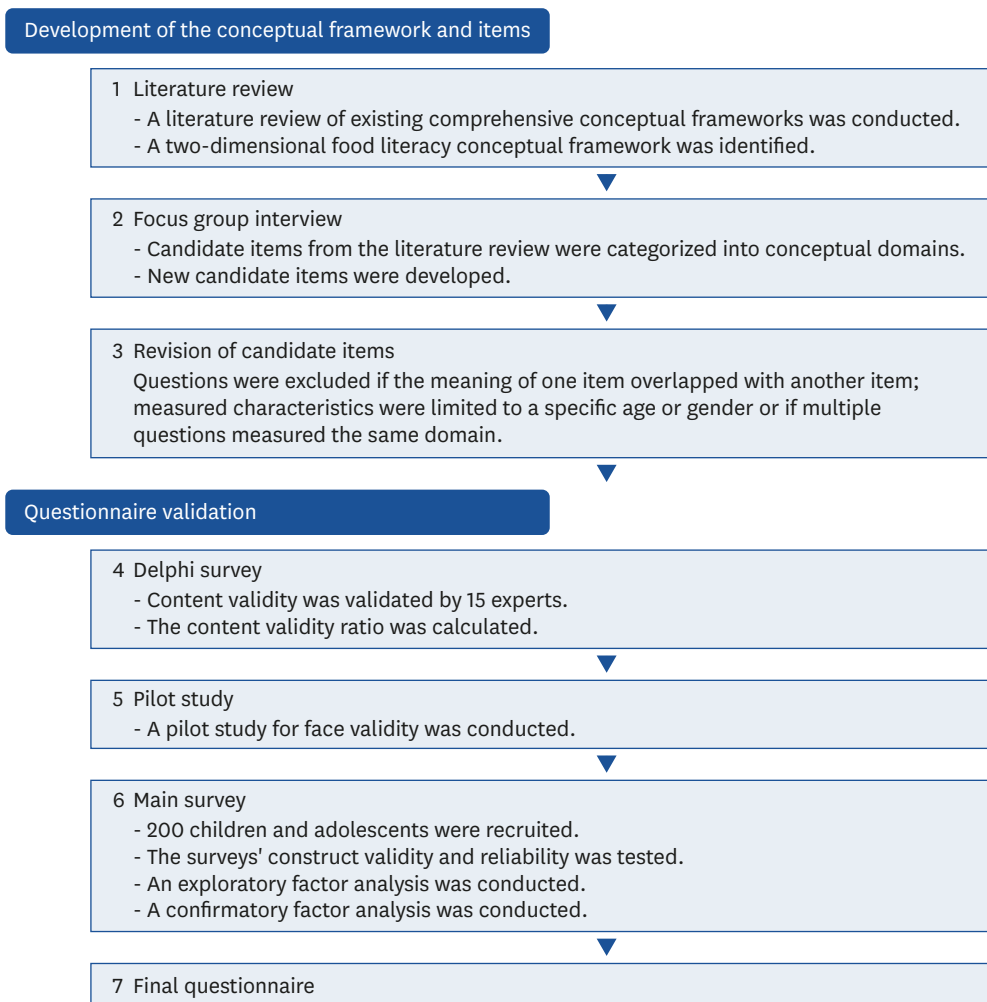 Development of the conceptual framework and items
1 Literature review
- A literature review of existing comprehensive conceptual frameworks was conducted.
- A two-dimensional food literacy conceptual framework was identified.
2 Focus group interview
- Candidate items from the literature review were categorized into conceptual domains.
- New candidate items were developed.
3 Revision of candidate items
Questions were excluded if the meaning of one item overlapped with another item;
measured characteristics were limited to a specific age or gender or if multiple
questions measured the same domain.
Questionnaire validation
4 Delphi survey
- Content validity was validated by 15 experts.
- The content validity ratio was calculated.
5 Pilot study
- A pilot study for face validity was conducted.
6 Main survey
- 200 children and adolescents were recruited.
- The surveys' construct validity and reliability was tested.
- An exploratory factor analysis was conducted.
- A confirmatory factor analysis was conducted.
7 Final questionnaire